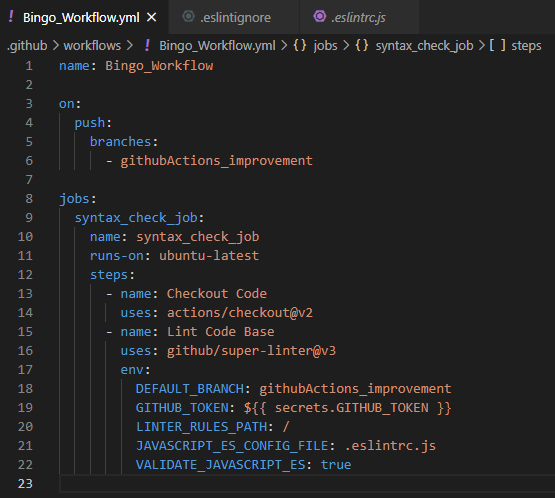 Bingo_Workflow.yml × .eslintignore .eslintrc.js
.github > workflows > ! Bingo_Workflow.yml > {} jobs > {} syntax_check_job > [ ] steps
1 name: Bingo_Workflow
2
3 on:
4   push:
5     branches:
6       - githubActions_improvement
7
8 jobs:
9   syntax_check_job:
10     name: syntax_check_job
11     runs-on: ubuntu-latest
12     steps:
13       - name: Checkout Code
14         uses: actions/checkout@v2
15       - name: Lint Code Base
16         uses: github/super-linter@v3
17         env:
18           DEFAULT_BRANCH: githubActions_improvement
19           GITHUB_TOKEN: ${{ secrets.GITHUB_TOKEN }}
20           LINTER_RULES_PATH: /
21           JAVASCRIPT_ES_CONFIG_FILE: .eslintrc.js
22           VALIDATE_JAVASCRIPT_ES: true
23